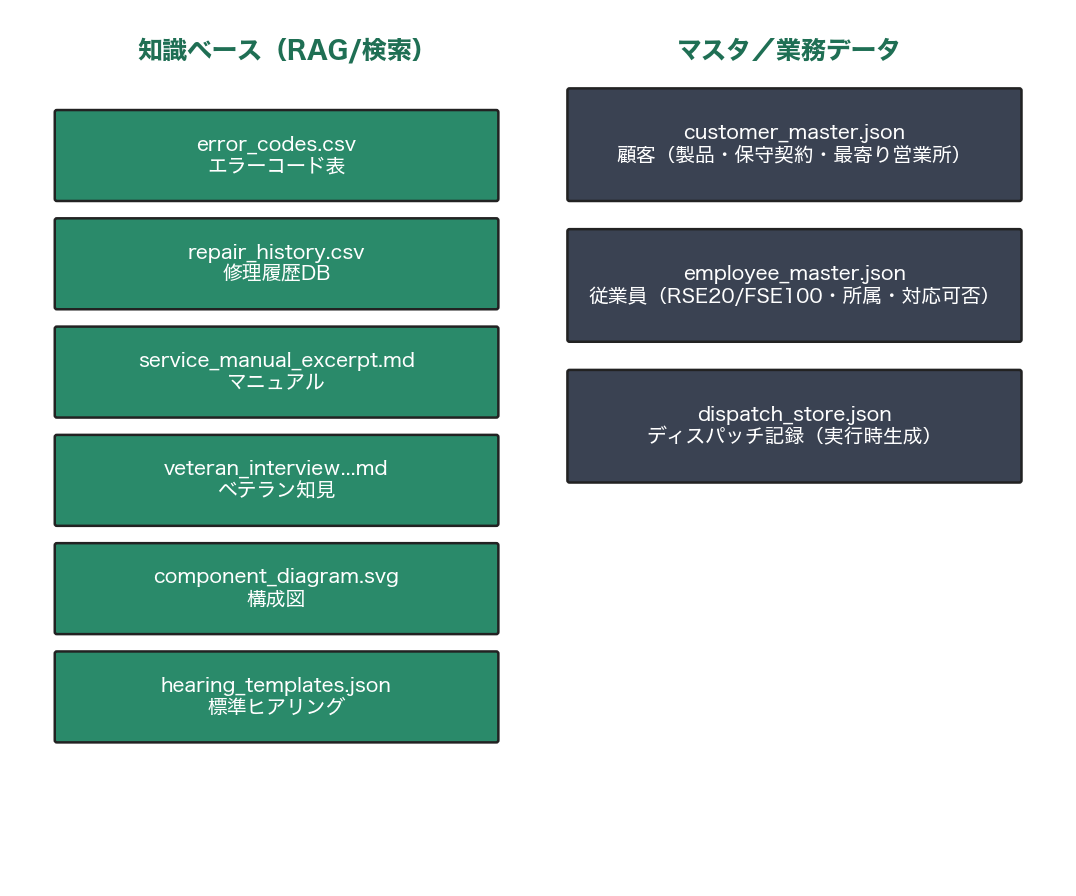 知識ベース（RAG/検索）
error_codes.csv
エラーコード表
repair_history.csv
修理履歴DB
service_manual_excerpt.md
マニュアル
veteran_interview...md
ベテラン知見
component_diagram.svg
構成図
hearing_templates.json
標準ヒアリング
マスタ／業務データ
customer_master.json
顧客（製品・保守契約・最寄り営業所）
employee_master.json
従業員（RSE20/FSE100・所属・対応可否）
dispatch_store.json
ディスパッチ記録（実行時生成）